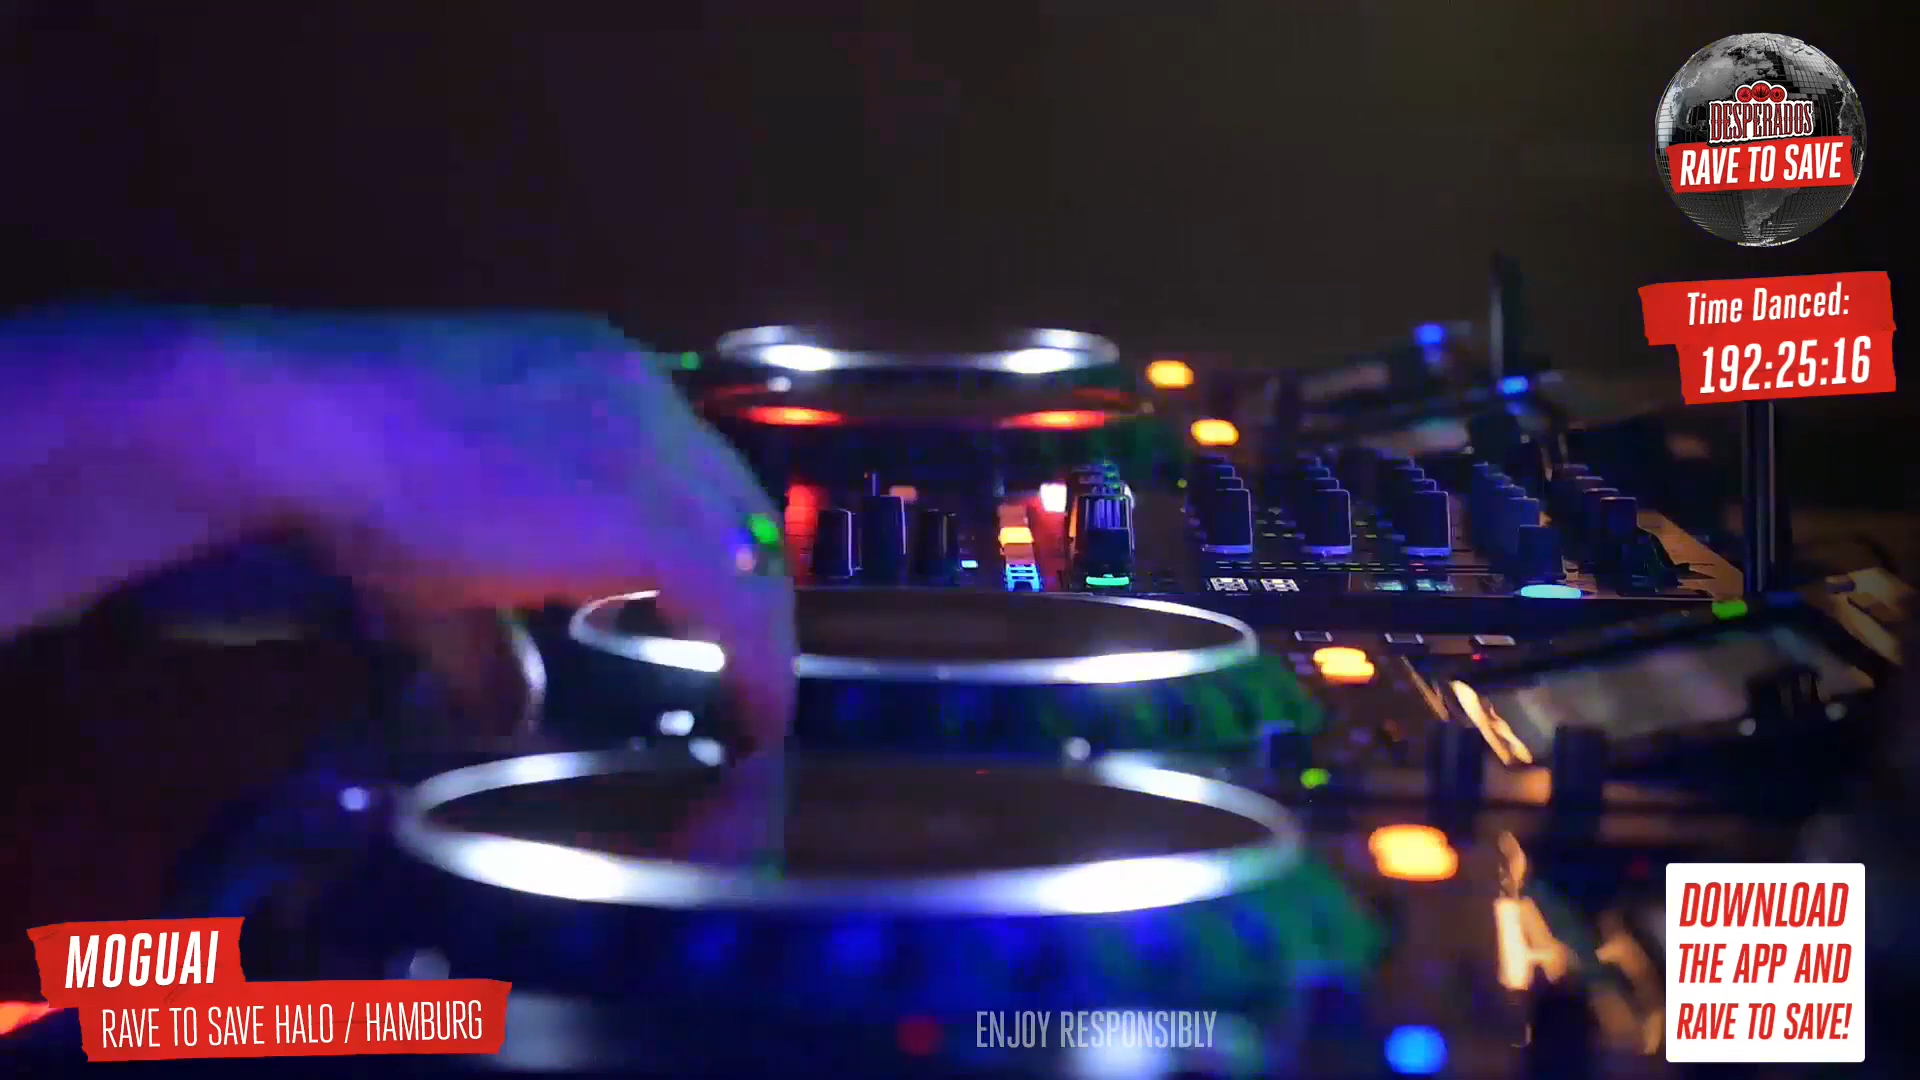 DESPERADOS
RAVE TO SAVE
Time Danced:
192:25:16
MOGUAI
RAVE TO SAVE HALO / HAMBURG
ENJOY RESPONSIBLY
DOWNLOAD
THE APP AND
RAVE TO SAVE!